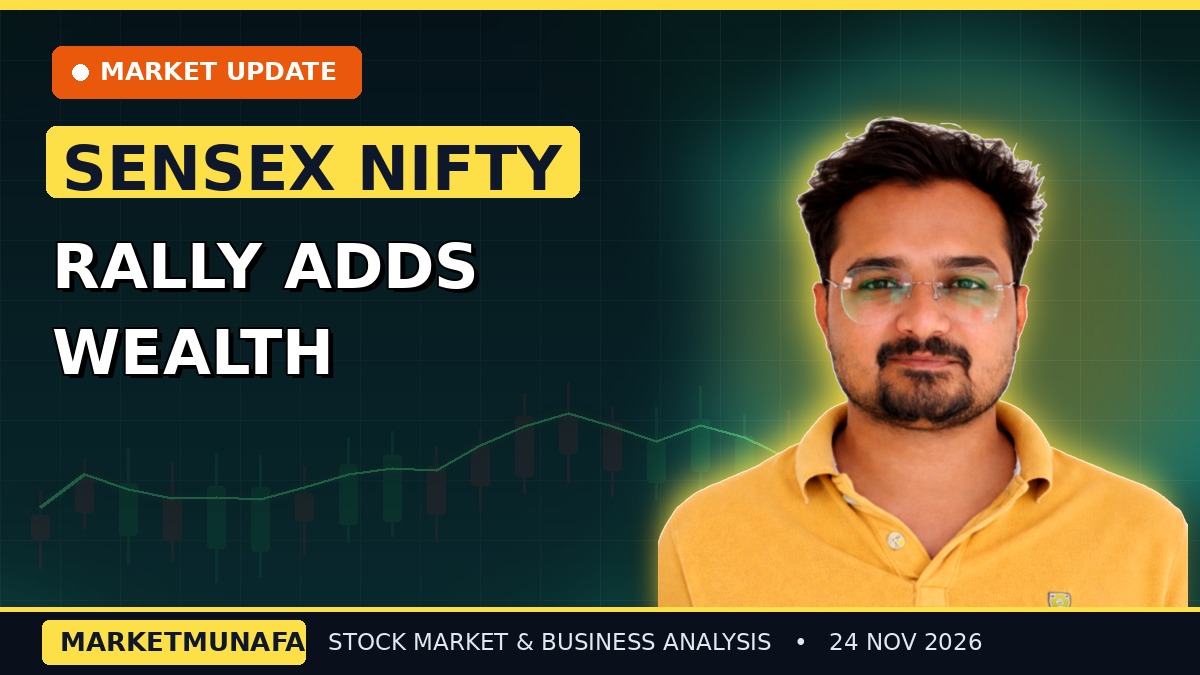 MARKET UPDATE
SENSEX NIFTY
RALLY ADDS
WEALTH
MARKETMUNAFA STOCK MARKET & BUSINESS ANALYSIS • 24 NOV 2026